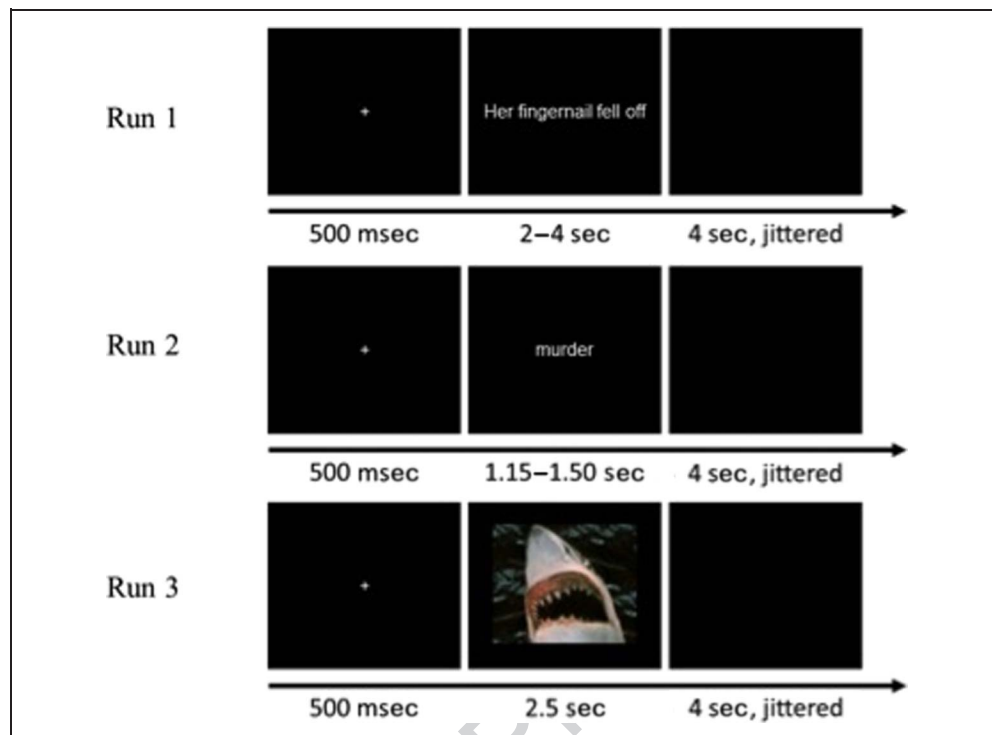 Run 1
+
Her fingernail fell off
500 msec
2–4 sec
4 sec, jittered
Run 2
+
murder
500 msec
1.15–1.50 sec
4 sec, jittered
Run 3
+
500 msec
2.5 sec
4 sec, jittered